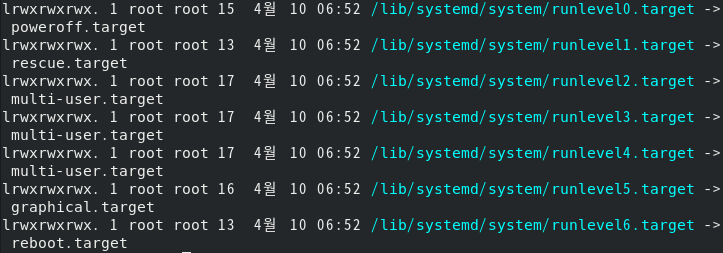 lrwxrwxrwx. 1 root root 15  4월  10 06:52 /lib/systemd/system/runlevel0.target ->
 poweroff.target
lrwxrwxrwx. 1 root root 13  4월  10 06:52 /lib/systemd/system/runlevel1.target ->
 rescue.target
lrwxrwxrwx. 1 root root 17  4월  10 06:52 /lib/systemd/system/runlevel2.target ->
 multi-user.target
lrwxrwxrwx. 1 root root 17  4월  10 06:52 /lib/systemd/system/runlevel3.target ->
 multi-user.target
lrwxrwxrwx. 1 root root 17  4월  10 06:52 /lib/systemd/system/runlevel4.target ->
 multi-user.target
lrwxrwxrwx. 1 root root 16  4월  10 06:52 /lib/systemd/system/runlevel5.target ->
 graphical.target
lrwxrwxrwx. 1 root root 13  4월  10 06:52 /lib/systemd/system/runlevel6.target ->
 reboot.target